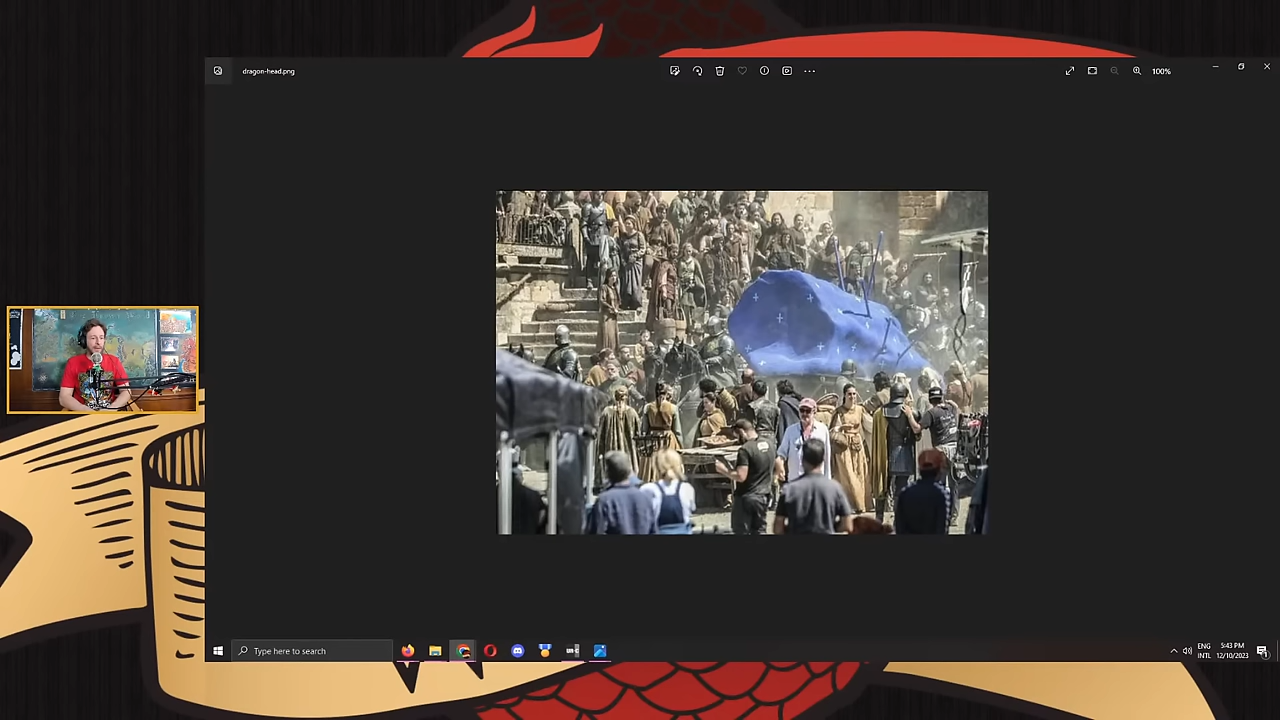 dragon-head.png
100%
Type here to search
ENG
INTL
5:43 PM
12/10/2023